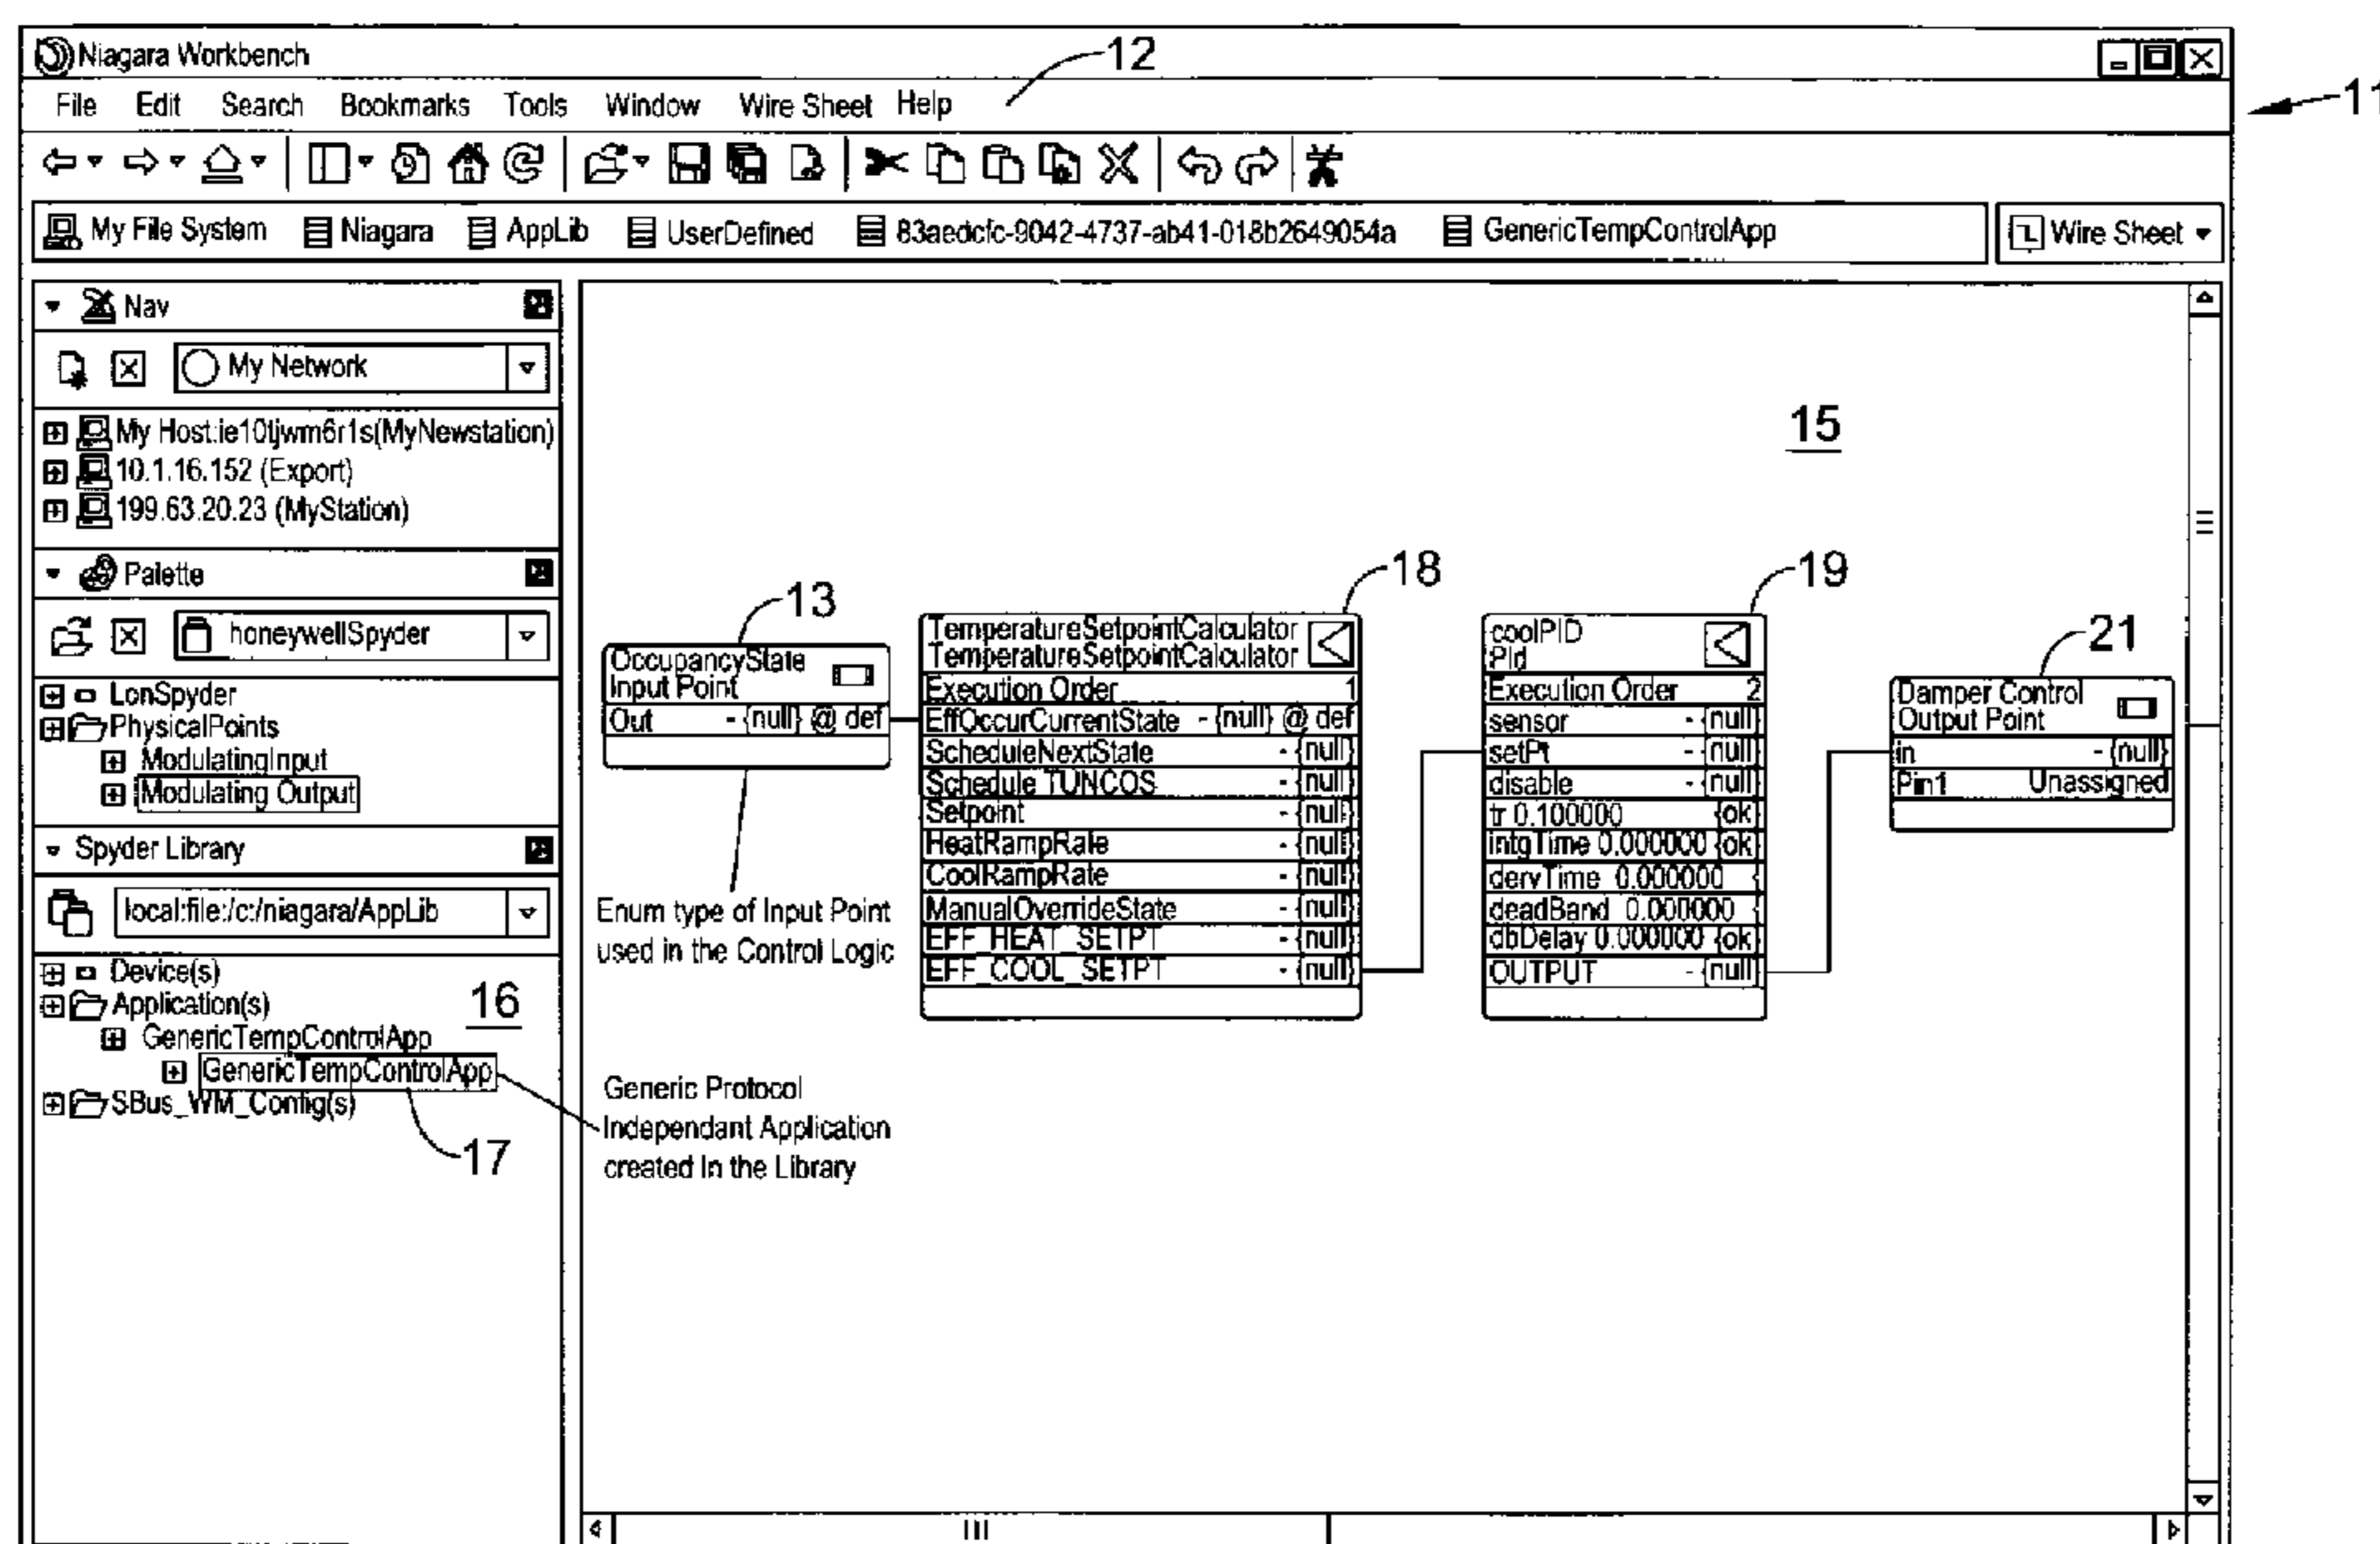 Niagara Workbench
12
File Edit Search Bookmarks Tools Window Wire Sheet Help
11
My File System Niagara AppLib UserDefined 83aedcfc-9042-4737-ab41-018b2649054a GenericTempControlApp Wire Sheet
Nav
My Network
My Host:ie10tjwm6r1s(MyNewstation)
10.1.16.152 (Export)
199.63.20.23 (MyStation)
Palette
honeywellSpyder
LonSpyder
PhysicalPoints
ModulatingInput
Modulating Output
Spyder Library
local:file:/c:/niagara/AppLib
Device(s)
Application(s)
16
GenericTempControlApp
GenericTempControlApp
SBus_WM_Config(s)
17
15
13
OccupancyState
Input Point
Out - {null} @ def
Enum type of Input Point
used in the Control Logic
Generic Protocol
Independant Application
created In the Library
18
TemperatureSetpointCalculator
TemperatureSetpointCalculator
Execution Order 1
EffOccurCurrentState - {null} @ def
ScheduleNextState - {null}
Schedule TUNCOS - {null}
Setpoint - {null}
HeatRampRate - {null}
CoolRampRate - {null}
ManualOverrideState - {null}
EFF_HEAT_SETPT - {null}
EFF_COOL_SETPT - {null}
19
coolPID
Pid
Execution Order 2
sensor - {null}
setPt - {null}
disable - {null}
tr 0.100000 {ok}
intgTime 0.000000 {ok}
dervTime 0.000000 {
deadBand 0.000000 {
dbDelay 0.000000 {ok}
OUTPUT - {null}
21
Damper Control
Output Point
in - {null}
Pin1 Unassigned